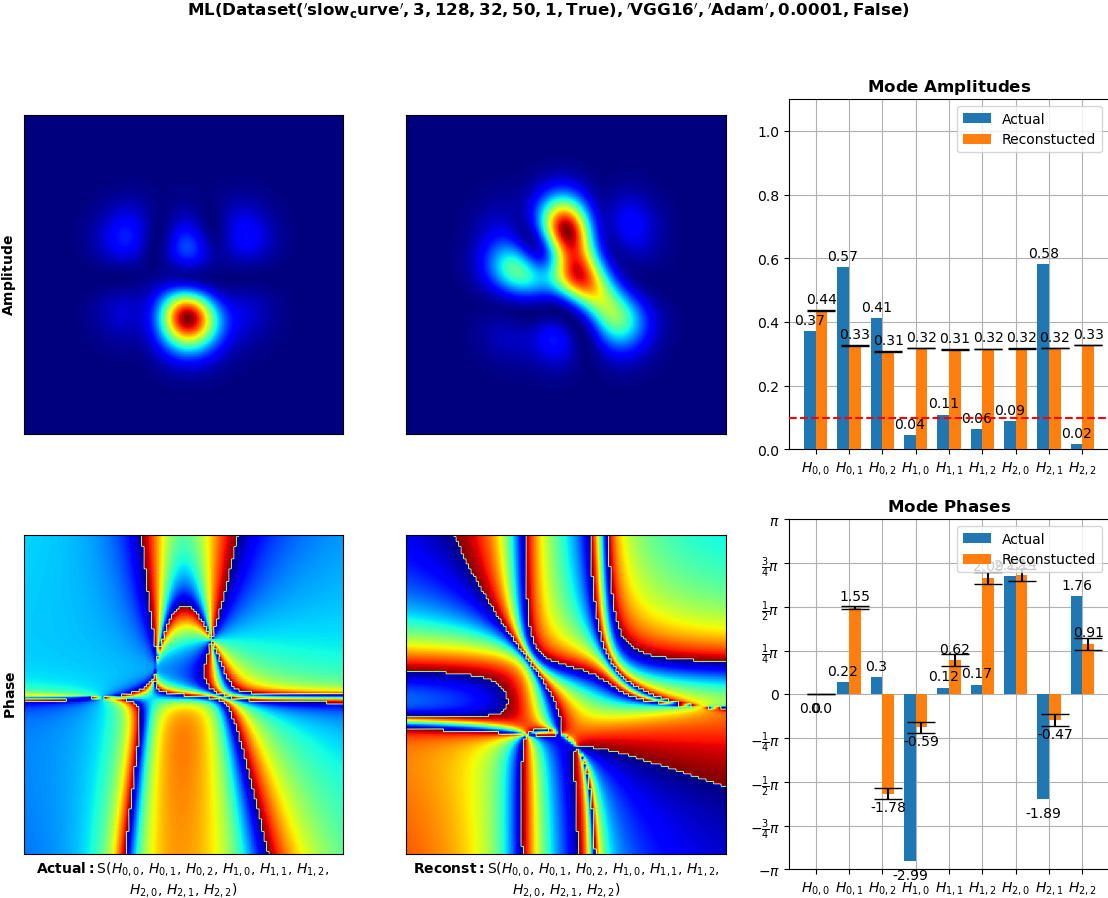 ML(Dataset('slow_curve', 3, 128, 32, 50, 1, True), 'VGG16', 'Adam', 0.0001, False)
Amplitude
Mode Amplitudes
Actual
Reconstucted
1.0
0.8
0.6
0.4
0.2
0.0
0.37
0.44
0.57
0.33
0.41
0.31
0.04
0.32
0.11
0.31
0.06
0.32
0.09
0.32
0.58
0.32
0.02
0.33
H0,0 H0,1 H0,2 H1,0 H1,1 H1,2 H2,0 H2,1 H2,2
Phase
Actual: S(H0,0, H0,1, H0,2, H1,0, H1,1, H1,2,
H2,0, H2,1, H2,2)
Reconst: S(H0,0, H0,1, H0,2, H1,0, H1,1, H1,2,
H2,0, H2,1, H2,2)
Mode Phases
Actual
Reconstucted
π
3/4π
1/2π
1/4π
0
−1/4π
−1/2π
−3/4π
−π
0.0
0.0
0.22
1.55
0.3
-1.78
-2.99
-0.59
0.12
0.62
0.17
-1.89
-0.47
1.76
0.91
H0,0 H0,1 H0,2 H1,0 H1,1 H1,2 H2,0 H2,1 H2,2